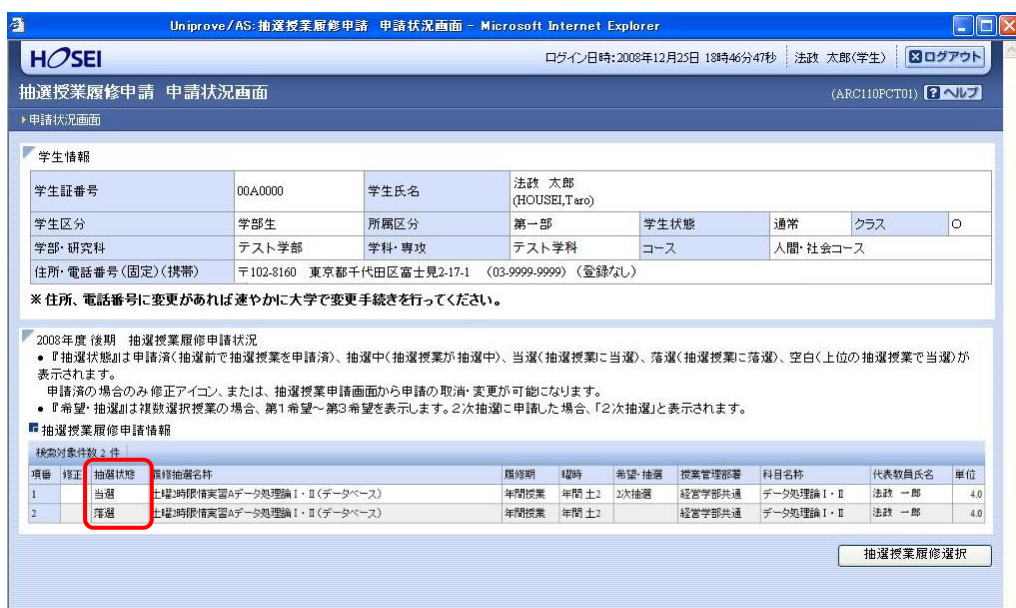 Uniprove/AS:抽選授業履修申請 申請状況画面 - Microsoft Internet Explorer
HOSEI
ログイン日時:2008年12月25日 18時46分47秒 法政 太郎(学生) ログアウト
抽選授業履修申請 申請状況画面 (ARC110PCT01) ? ヘルプ
申請状況画面
学生情報
学生証番号 00A0000 学生氏名 法政 太郎
(HOUSEI,Taro)
学生区分 学部生 所属区分 第一部 学生状態 通常 クラス O
学部・研究科 テスト学部 学科・専攻 テスト学科 コース 人間・社会コース
住所・電話番号(固定)(携帯) 〒102-8160 東京都千代田区富士見2-17-1 (03-9999-9999) (登録なし)
※住所、電話番号に変更があれば速やかに大学で変更手続きを行ってください。
2008年度 後期 抽選授業履修申請状況
● 『抽選状態』は申請済(抽選前で抽選授業を申請済)、抽選中(抽選授業が抽選中)、当選(抽選授業に当選)、落選(抽選授業に落選)、空白(上位の抽選授業で当選)が
表示されます。
申請済の場合のみ修正アイコン、または、抽選授業申請画面から申請の取消・変更が可能になります。
● 『希望・抽選』は複数選択授業の場合、第1希望～第3希望を表示します。2次抽選に申請した場合、「2次抽選」と表示されます。
抽選授業履修申請情報
検索対象件数 2 件
項番 修正 抽選状態 履修抽選名称 履修期 曜時 希望・抽選 授業管理部署 科目名称 代表教員氏名 単位
1 当選 土曜2時限情実習Aデータ処理論Ⅰ・Ⅱ(データベース) 年間授業 年間 土2 2次抽選 経営学部共通 データ処理論Ⅰ・Ⅱ 法政 一郎 4.0
2 落選 土曜2時限情実習Aデータ処理論Ⅰ・Ⅱ(データベース) 年間授業 年間 土2 経営学部共通 データ処理論Ⅰ・Ⅱ 法政 一郎 4.0
抽選授業履修選択